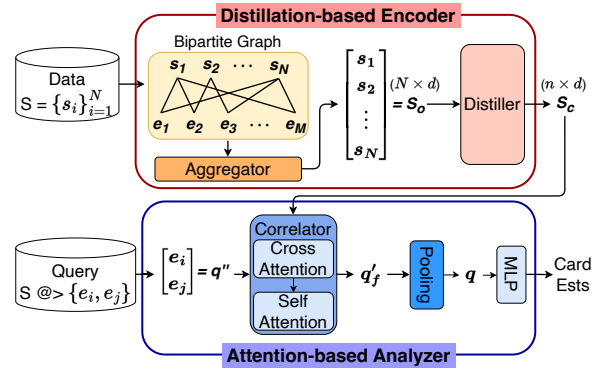 Distillation-based Encoder
Data
S = {s_i}_{i=1}^N
Bipartite Graph
s_1 s_2 ··· s_N
e_1 e_2 e_3 ··· e_M
Aggregator
[s_1 s_2 ⋮ s_N] = S_o
(N × d)
Distiller
(n × d)
S_c
Query
S @> {e_i, e_j}
[e_i e_j] = q''
Correlator
Cross
Attention
Self
Attention
q'_f
Pooling
q
MLP
Card
Ests
Attention-based Analyzer